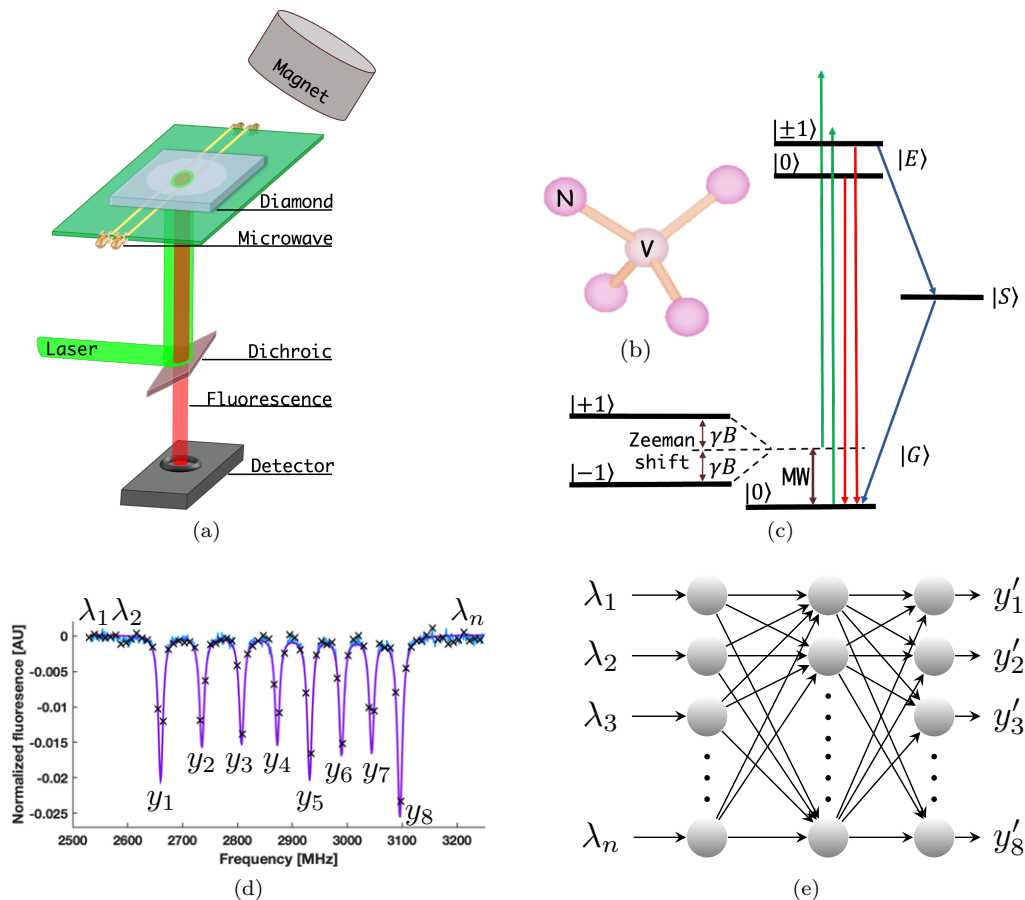 Magnet
Diamond
Microwave
Laser
Dichroic
Fluorescence
Detector
(a)
N
V
(b)
|±1⟩
|0⟩
|E⟩
|S⟩
|+1⟩
Zeeman
shift
γB
γB
|−1⟩
|0⟩
MW
|G⟩
(c)
λ₁ λ₂ λₙ
Normalized fluoresence [AU]
0
-0.005
-0.01
-0.015
-0.02
-0.025
y₁ y₂ y₃ y₄ y₅ y₆ y₇ y₈
2500 2600 2700 2800 2900 3000 3100 3200
Frequency [MHz]
(d)
λ₁ y′₁
λ₂ y′₂
λ₃ y′₃
λₙ y′₈
(e)